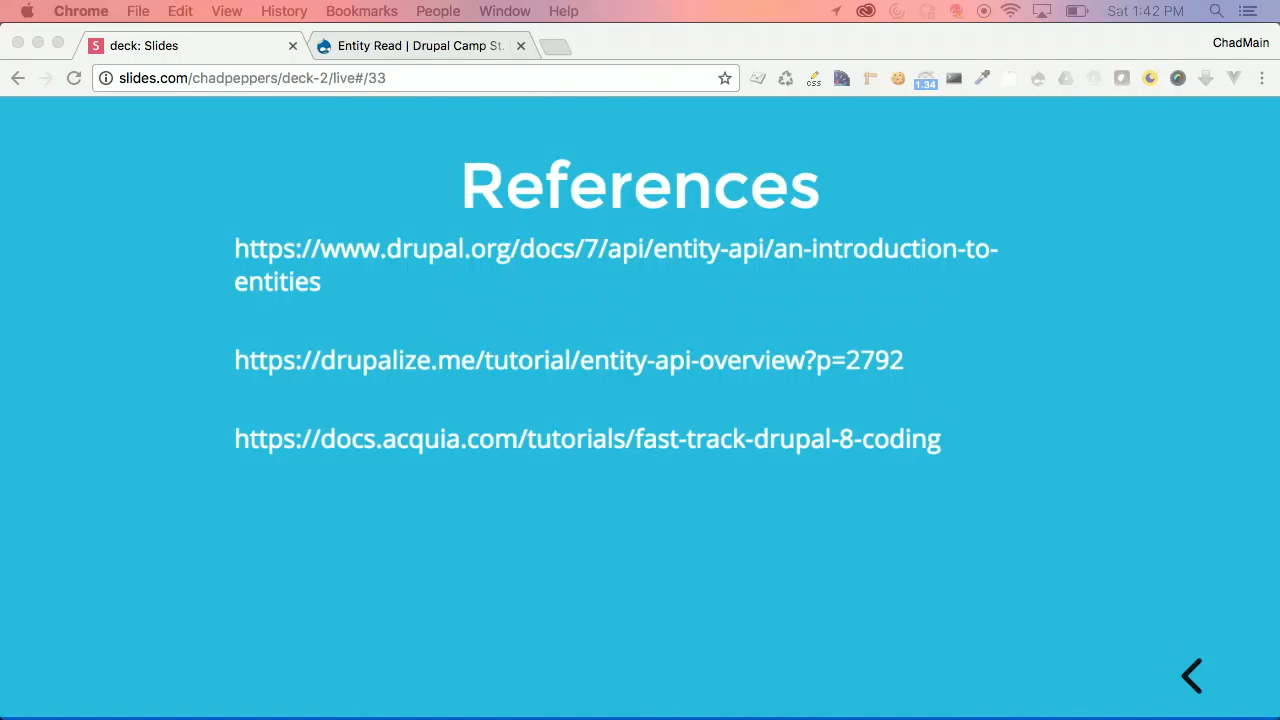 Chrome File Edit View History Bookmarks People Window Help Sat 1:42 PM
S deck: Slides Entity Read | Drupal Camp St. ChadMain
slides.com/chadpeppers/deck-2/live#/33 css 1.34
References
https://www.drupal.org/docs/7/api/entity-api/an-introduction-to-
entities
https://drupalize.me/tutorial/entity-api-overview?p=2792
https://docs.acquia.com/tutorials/fast-track-drupal-8-coding